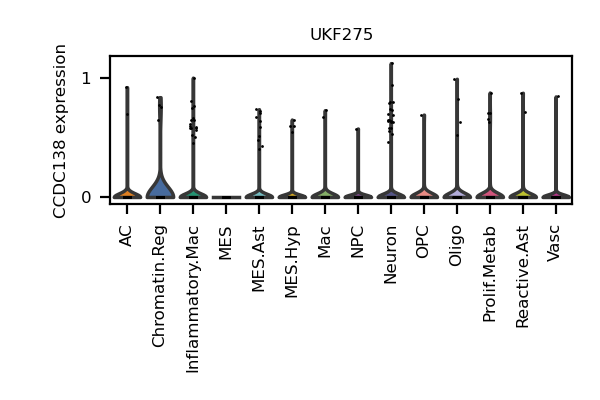 UKF275
CCDC138 expression
1
0
AC
Chromatin.Reg
Inflammatory.Mac
MES
MES.Ast
MES.Hyp
Mac
NPC
Neuron
OPC
Oligo
Prolif.Metab
Reactive.Ast
Vasc